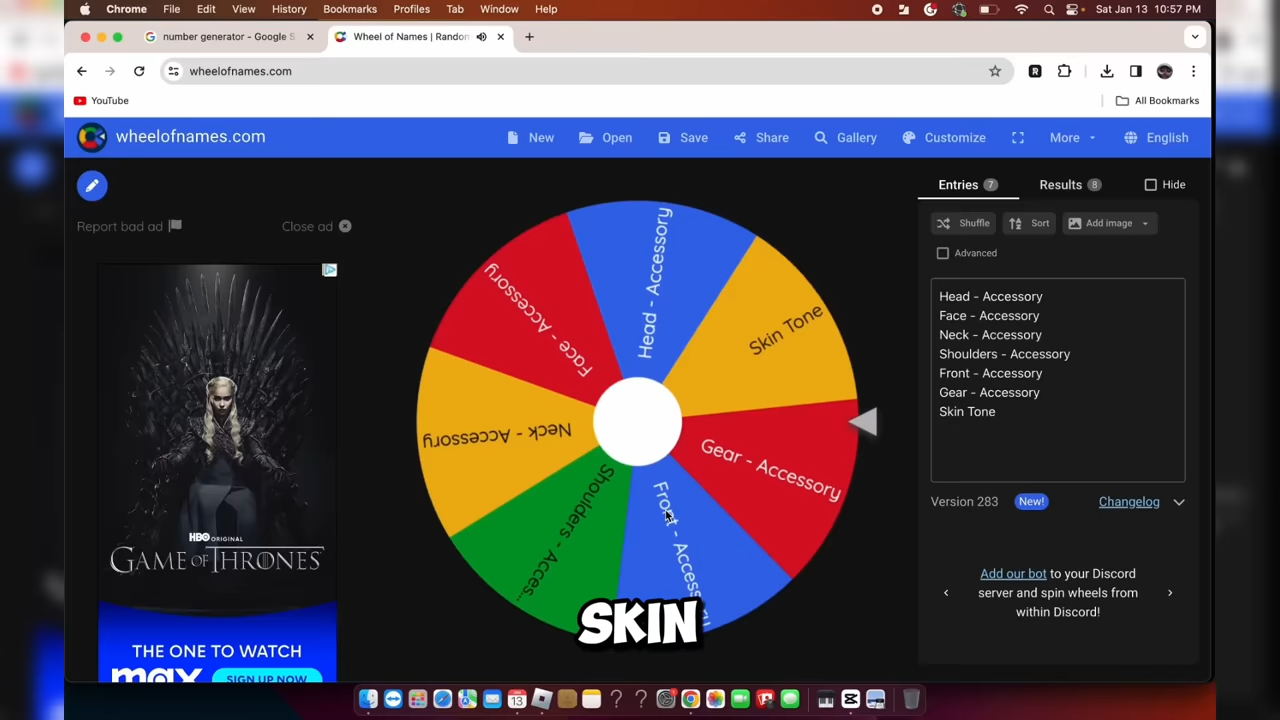 Chrome File Edit View History Bookmarks Profiles Tab Window Help Sat Jan 13 10:57 PM
number generator - Google S Wheel of Names | Random
wheelofnames.com
YouTube All Bookmarks
wheelofnames.com New Open Save Share Gallery Customize More English
Report bad ad Close ad
HBO ORIGINAL
GAME OF THRONES
THE ONE TO WATCH
max SIGN UP NOW
Head - Accessory
Skin Tone
Gear - Accessory
Front - Accessory
Shoulders - Acces...
Neck - Accessory
Face - Accessory
SKIN
Entries 7 Results 8 Hide
Shuffle Sort Add image
Advanced
Head - Accessory
Face - Accessory
Neck - Accessory
Shoulders - Accessory
Front - Accessory
Gear - Accessory
Skin Tone
Version 283 New! Changelog
Add our bot to your Discord
server and spin wheels from
within Discord!
13